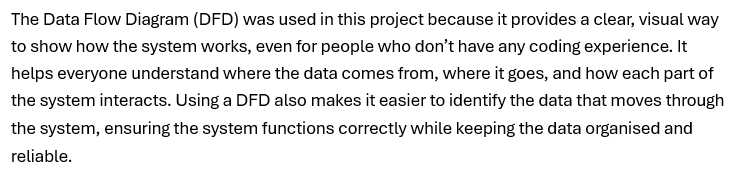 The Data Flow Diagram (DFD) was used in this project because it provides a clear, visual way
to show how the system works, even for people who don’t have any coding experience. It
helps everyone understand where the data comes from, where it goes, and how each part of
the system interacts. Using a DFD also makes it easier to identify the data that moves through
the system, ensuring the system functions correctly while keeping the data organised and
reliable.